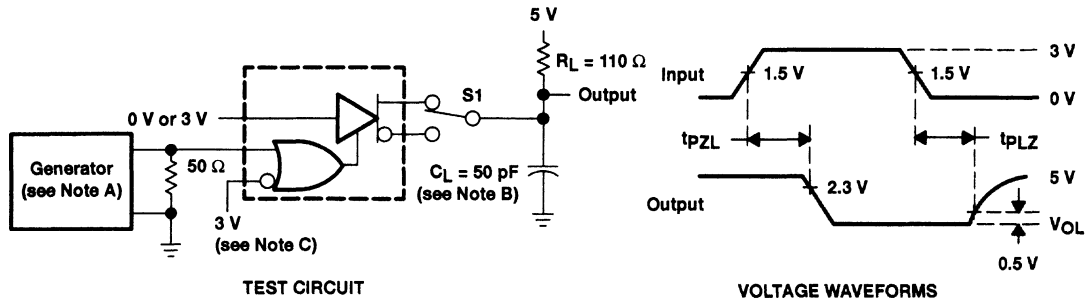 5 V
R_L = 110 Ω
S1
Output
0 V or 3 V
Generator
(see Note A)
50 Ω
C_L = 50 pF
(see Note B)
3 V
(see Note C)
TEST CIRCUIT
3 V
Input
1.5 V
1.5 V
0 V
t_PZL
t_PLZ
5 V
2.3 V
Output
V_OL
0.5 V
VOLTAGE WAVEFORMS